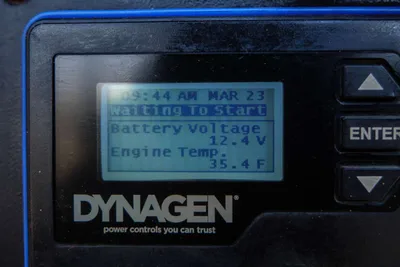 09:44 AM MAR 23
Waiting To Start
Battery Voltage
12.4 V
Engine Temp.
35.4 F
ENTER
DYNAGEN®
power controls you can trust